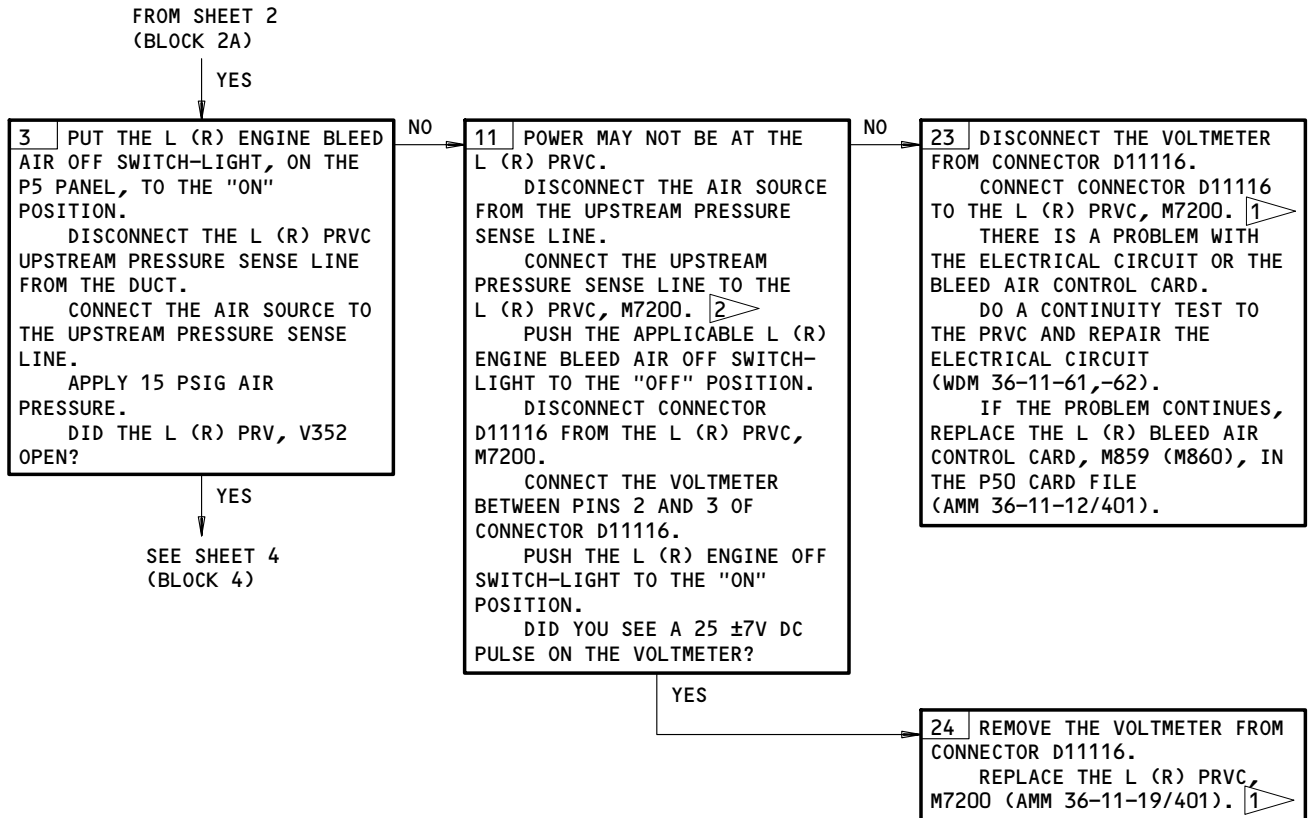 FROM SHEET 2
(BLOCK 2A)
YES
3 PUT THE L (R) ENGINE BLEED
AIR OFF SWITCH-LIGHT, ON THE
P5 PANEL, TO THE "ON"
POSITION.
DISCONNECT THE L (R) PRVC
UPSTREAM PRESSURE SENSE LINE
FROM THE DUCT.
CONNECT THE AIR SOURCE TO
THE UPSTREAM PRESSURE SENSE
LINE.
APPLY 15 PSIG AIR
PRESSURE.
DID THE L (R) PRV, V352
OPEN?
YES
SEE SHEET 4
(BLOCK 4)
NO
11 POWER MAY NOT BE AT THE
L (R) PRVC.
DISCONNECT THE AIR SOURCE
FROM THE UPSTREAM PRESSURE
SENSE LINE.
CONNECT THE UPSTREAM
PRESSURE SENSE LINE TO THE
L (R) PRVC, M7200. 2
PUSH THE APPLICABLE L (R)
ENGINE BLEED AIR OFF SWITCH-
LIGHT TO THE "OFF" POSITION.
DISCONNECT CONNECTOR
D11116 FROM THE L (R) PRVC,
M7200.
CONNECT THE VOLTMETER
BETWEEN PINS 2 AND 3 OF
CONNECTOR D11116.
PUSH THE L (R) ENGINE OFF
SWITCH-LIGHT TO THE "ON"
POSITION.
DID YOU SEE A 25 ±7V DC
PULSE ON THE VOLTMETER?
NO
23 DISCONNECT THE VOLTMETER
FROM CONNECTOR D11116.
CONNECT CONNECTOR D11116
TO THE L (R) PRVC, M7200. 1
THERE IS A PROBLEM WITH
THE ELECTRICAL CIRCUIT OR THE
BLEED AIR CONTROL CARD.
DO A CONTINUITY TEST TO
THE PRVC AND REPAIR THE
ELECTRICAL CIRCUIT
(WDM 36-11-61,-62).
IF THE PROBLEM CONTINUES,
REPLACE THE L (R) BLEED AIR
CONTROL CARD, M859 (M860), IN
THE P50 CARD FILE
(AMM 36-11-12/401).
YES
24 REMOVE THE VOLTMETER FROM
CONNECTOR D11116.
REPLACE THE L (R) PRVC,
M7200 (AMM 36-11-19/401). 1